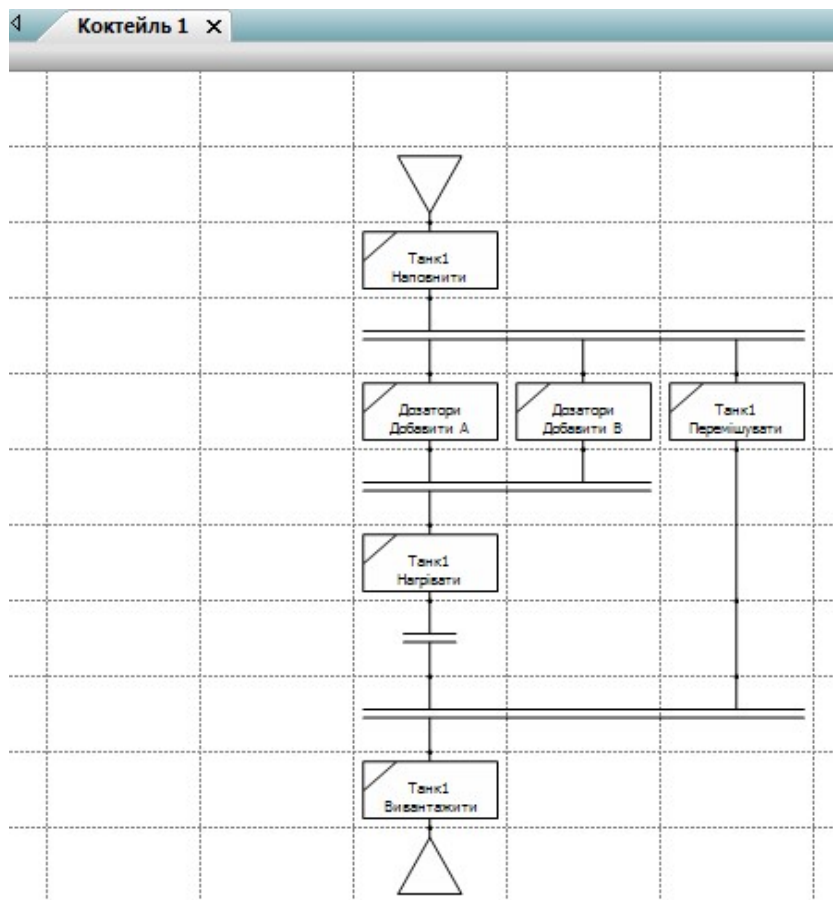 Коктейль 1
Танк1
Наповнити
Дозатори
Добавити А
Дозатори
Добавити В
Танк1
Перемішувати
Танк1
Нагрівати
Танк1
Вивантажити